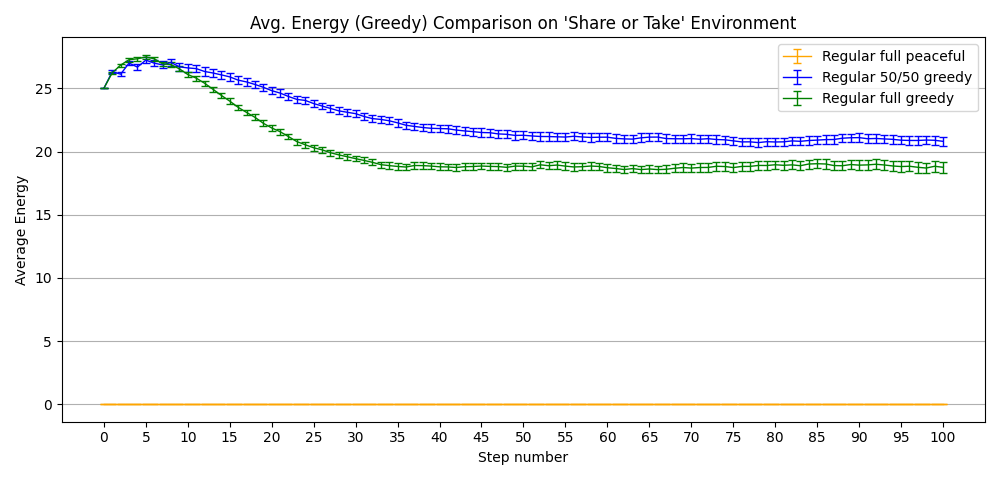 Avg. Energy (Greedy) Comparison on 'Share or Take' Environment
Regular full peaceful
Regular 50/50 greedy
Regular full greedy
Average Energy
25
20
15
10
5
0
0 5 10 15 20 25 30 35 40 45 50 55 60 65 70 75 80 85 90 95 100
Step number